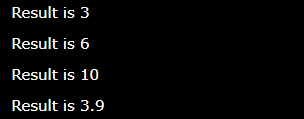 Result is 3
Result is 6
Result is 10
Result is 3.9